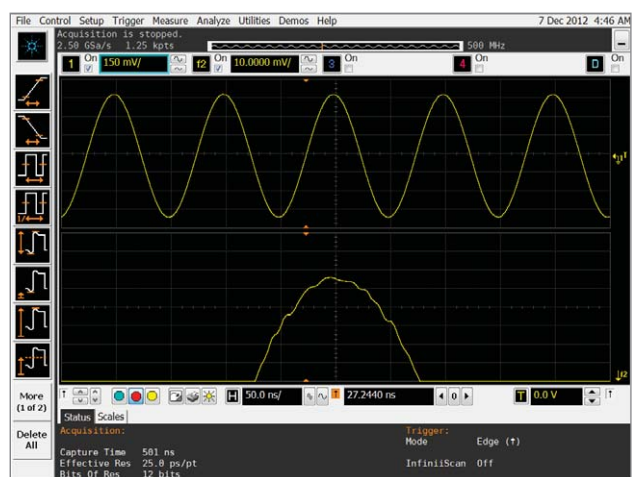 File Control Setup Trigger Measure Analyze Utilities Demos Help 7 Dec 2012 4:46 AM
Acquisition is stopped.
2.50 GSa/s 1.25 kpts 500 MHz
1 On 150 mV/ f2 On 10.0000 mV/ 3 On 4 On D On
T
f2
More
(1 of 2)
Delete
All
H 50.0 ns/ 27.2440 ns 0 T 0.0 V
Status Scales
Acquisition: Trigger:
Mode Edge (↑)
Capture Time 501 ns
Effective Res 25.0 ps/pt InfiniiScan Off
Bits Of Res 12 bits